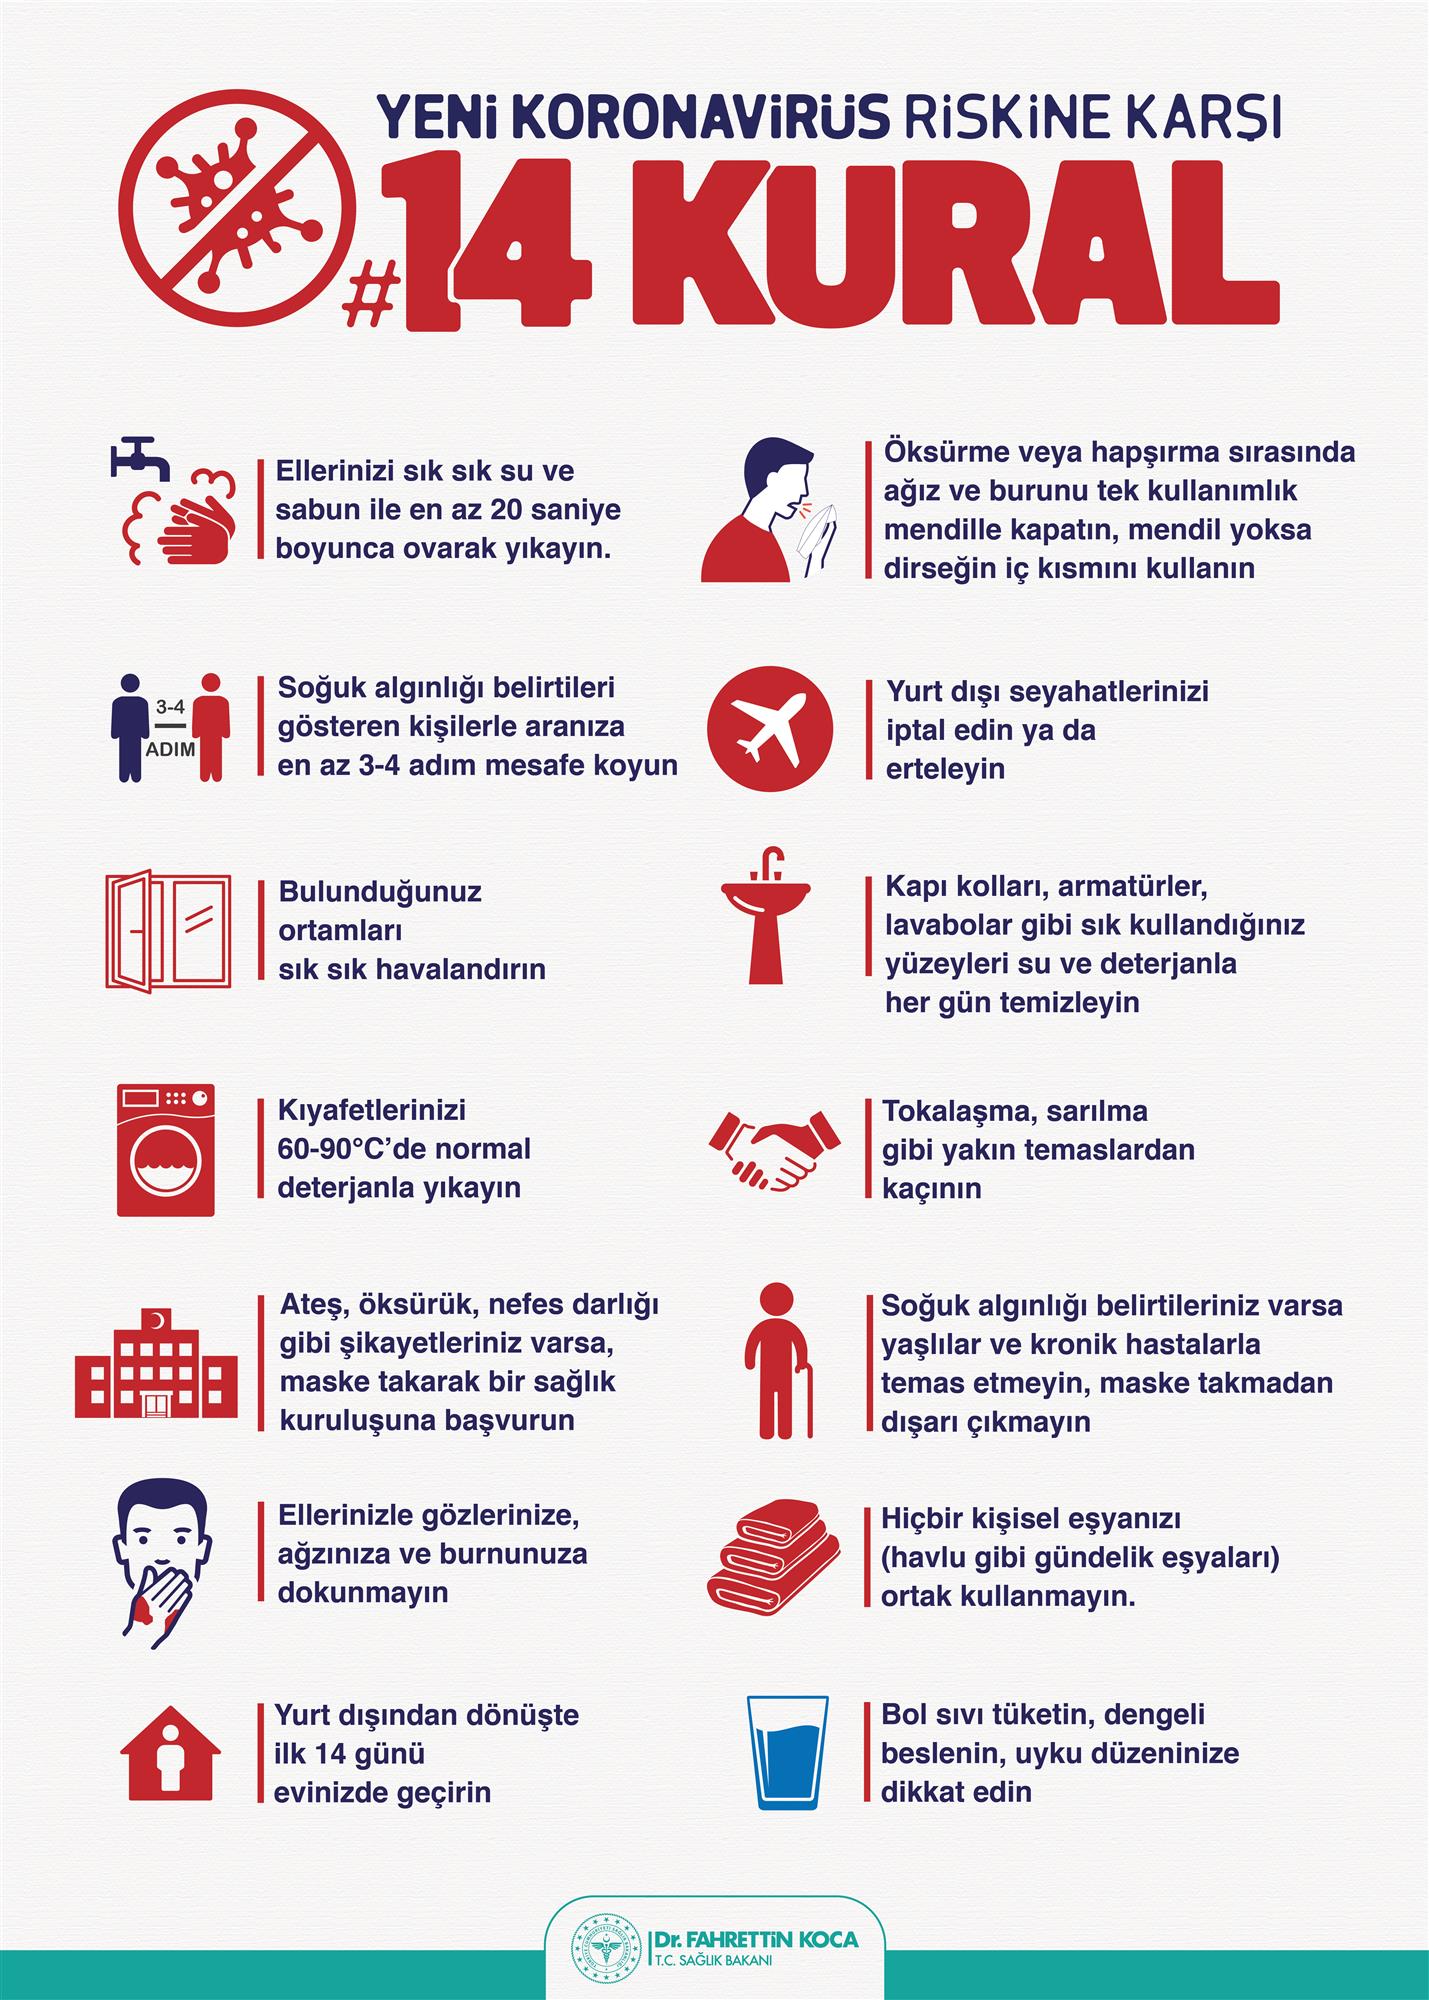 YENİ KORONAVİRÜS RİSKİNE KARŞI
#14 KURAL
Ellerinizi sık sık su ve
sabun ile en az 20 saniye
boyunca ovarak yıkayın.
Öksürme veya hapşırma sırasında
ağız ve burunu tek kullanımlık
mendille kapatın, mendil yoksa
dirseğin iç kısmını kullanın
3-4
ADIM
Soğuk algınlığı belirtileri
gösteren kişilerle aranıza
en az 3-4 adım mesafe koyun
Yurt dışı seyahatlerinizi
iptal edin ya da
erteleyin
Bulunduğunuz
ortamları
sık sık havalandırın
Kapı kolları, armatürler,
lavabolar gibi sık kullandığınız
yüzeyleri su ve deterjanla
her gün temizleyin
Kıyafetlerinizi
60-90°C’de normal
deterjanla yıkayın
Tokalaşma, sarılma
gibi yakın temaslardan
kaçının
Ateş, öksürük, nefes darlığı
gibi şikayetleriniz varsa,
maske takarak bir sağlık
kuruluşuna başvurun
Soğuk algınlığı belirtileriniz varsa
yaşlılar ve kronik hastalarla
temas etmeyin, maske takmadan
dışarı çıkmayın
Ellerinizle gözlerinize,
ağzınıza ve burnunuza
dokunmayın
Hiçbir kişisel eşyanızı
(havlu gibi gündelik eşyaları)
ortak kullanmayın.
Yurt dışından dönüşte
ilk 14 günü
evinizde geçirin
Bol sıvı tüketin, dengeli
beslenin, uyku düzeninize
dikkat edin
Dr. FAHRETTİN KOCA
T.C. SAĞLIK BAKANI